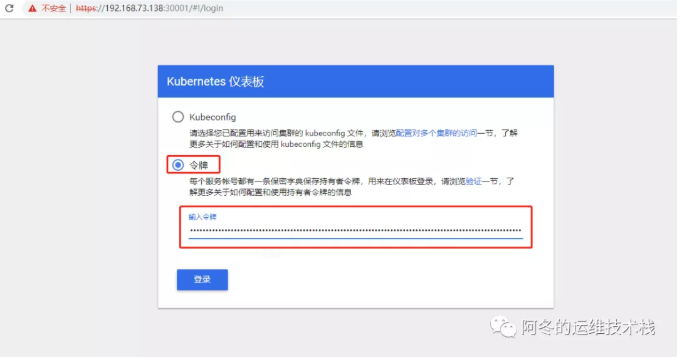 不安全 | https://192.168.73.138:30001/#!/login
Kubernetes 仪表板
Kubeconfig
请选择您已配置用来访问集群的 kubeconfig 文件，请浏览配置对多个集群的访问一节，了解
更多关于如何配置和使用 kubeconfig 文件的信息
令牌
每个服务帐号都有一条保密字典保存持有者令牌，用来在仪表板登录，请浏览验证一节，了
解更多关于如何配置和使用持有者令牌的信息
输入令牌
登录
阿冬的运维技术栈